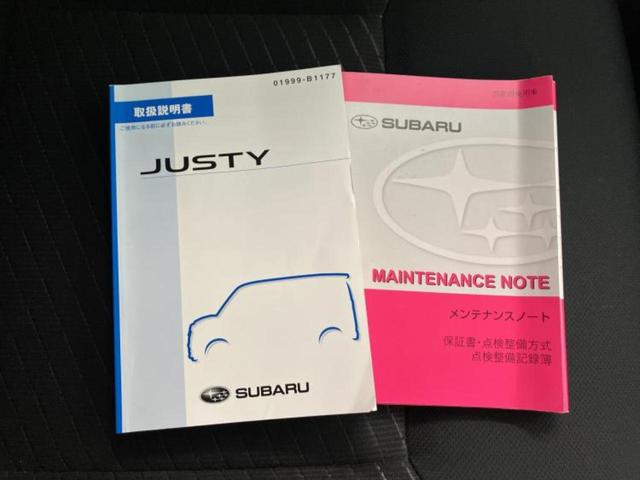 01999-B1177
取扱説明書
ご使用になる前に必ずお読みください。
JUSTY
SUBARU
SUBARU
MAINTENANCE NOTE
メンテナンスノート
保証書・点検整備方式
点検整備記録簿